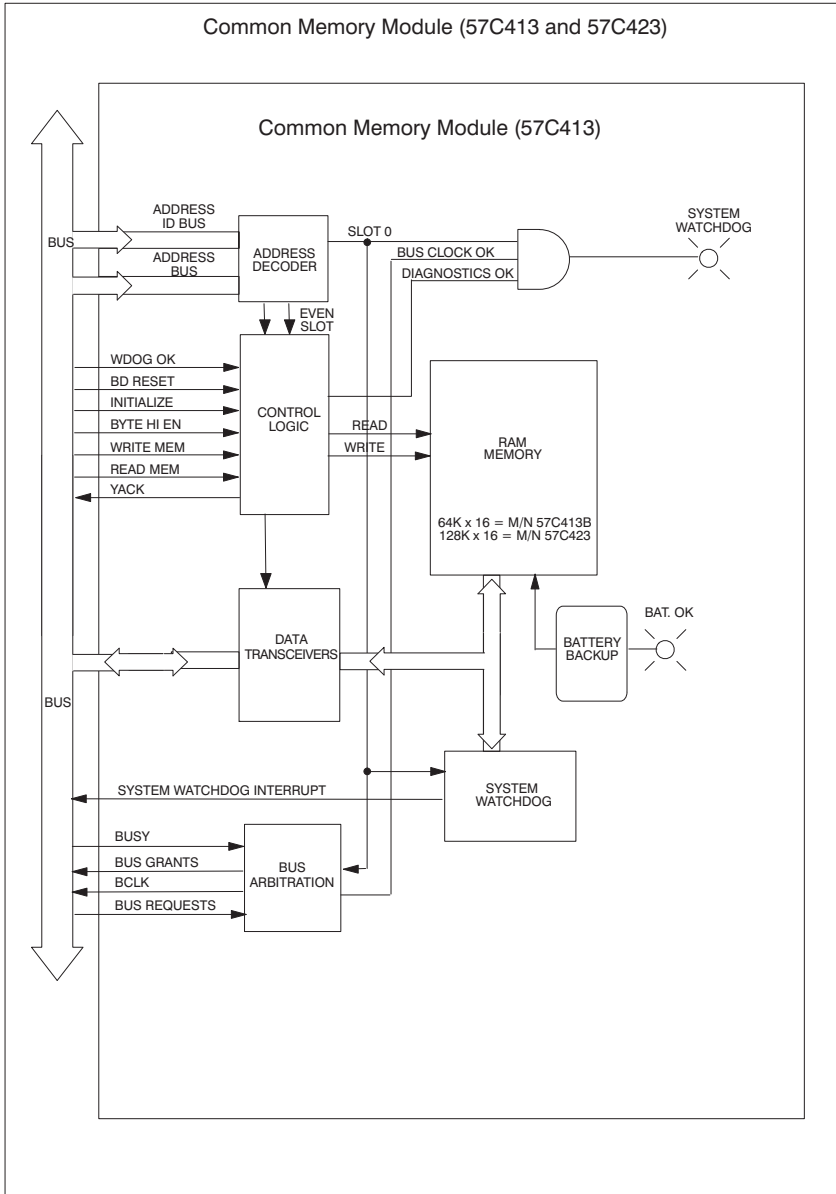 Common Memory Module (57C413 and 57C423)
Common Memory Module (57C413)
BUS
ADDRESS
ID BUS
ADDRESS
BUS
ADDRESS
DECODER
SLOT 0
BUS CLOCK OK
DIAGNOSTICS OK
SYSTEM
WATCHDOG
EVEN
SLOT
WDOG OK
BD RESET
INITIALIZE
BYTE HI EN
WRITE MEM
READ MEM
YACK
CONTROL
LOGIC
READ
WRITE
RAM
MEMORY
64K x 16 = M/N 57C413B
128K x 16 = M/N 57C423
DATA
TRANSCEIVERS
BATTERY
BACKUP
BAT. OK
BUS
SYSTEM WATCHDOG INTERRUPT
SYSTEM
WATCHDOG
BUSY
BUS GRANTS
BCLK
BUS REQUESTS
BUS
ARBITRATION